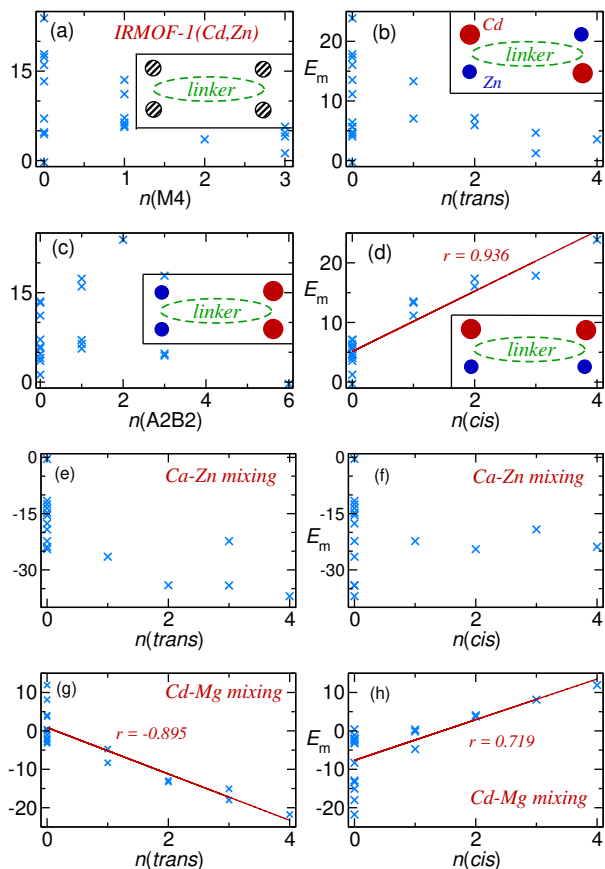 (a) IRMOF-1(Cd,Zn)
linker
15
0
0 1 2 3
n(M4)
(b)
Cd
linker
Zn
Em
20
10
0
0 2 4
n(trans)
(c)
linker
15
0
0 2 4 6
n(A2B2)
(d)
r = 0.936
linker
Em
20
10
0
0 2 4
n(cis)
(e) Ca-Zn mixing
0
-15
-30
0 2 4
n(trans)
(f) Ca-Zn mixing
Em
0
-15
-30
0 2 4
n(cis)
(g) Cd-Mg mixing
r = -0.895
10
0
-10
-20
0 2 4
n(trans)
(h)
r = 0.719
Cd-Mg mixing
Em
10
0
-10
-20
0 2 4
n(cis)